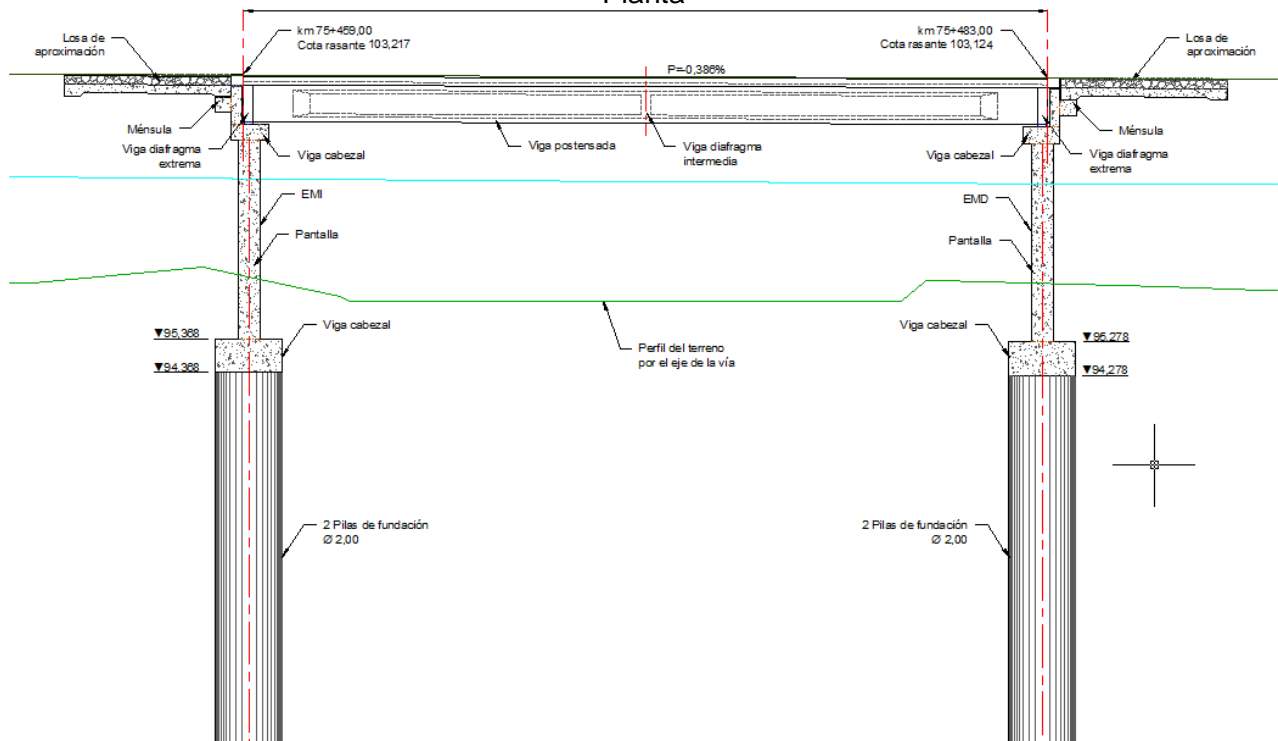 Planta
km 75+459,00
Cota rasante 103,217
km 75+483,00
Cota rasante 103,124
Losa de
aproximación
Losa de
aproximación
P=-0,386%
Ménsula
Viga diafragma
extrema
Viga cabezal
Viga postensada
Viga diafragma
intermedia
Viga cabezal
Ménsula
Viga diafragma
extrema
EMI
EMD
Pantalla
Pantalla
▼95,368
Viga cabezal
Perfil del terreno
por el eje de la vía
Viga cabezal
▼95,278
▼94,368
▼94,278
2 Pilas de fundación
Ø 2,00
2 Pilas de fundación
Ø 2,00